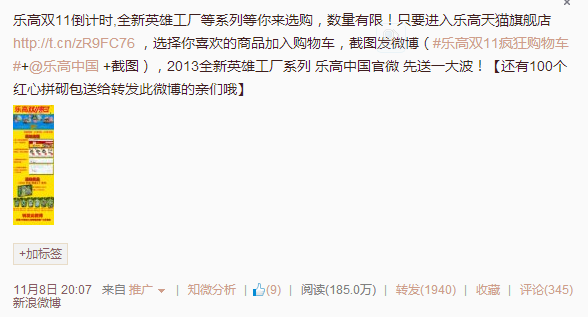 乐高双11倒计时,全新英雄工厂等系列等你来选购，数量有限！只要进入乐高天猫旗舰店
http://t.cn/zR9FC76 ，选择你喜欢的商品加入购物车，截图发微博（#乐高双11疯狂购物车
#+@乐高中国 +截图），2013全新英雄工厂系列 乐高中国官微 先送一大波！【还有100个
红心拼砌包送给转发此微博的亲们哦】
+加标签
11月8日 20:07 来自 推广 | 知微分析 | (9) | 阅读(185.0万) | 转发(1940) | 收藏 | 评论(345)
新浪微博